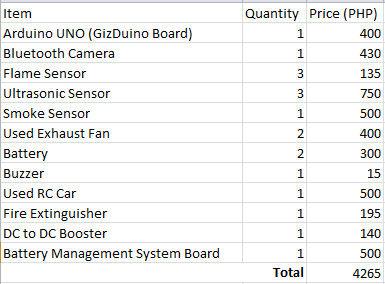 Item Quantity Price (PHP)
Arduino UNO (GizDuino Board) 1 400
Bluetooth Camera 1 430
Flame Sensor 3 135
Ultrasonic Sensor 3 750
Smoke Sensor 1 500
Used Exhaust Fan 2 400
Battery 2 300
Buzzer 1 15
Used RC Car 1 500
Fire Extinguisher 1 195
DC to DC Booster 1 140
Battery Management System Board 1 500
Total 4265